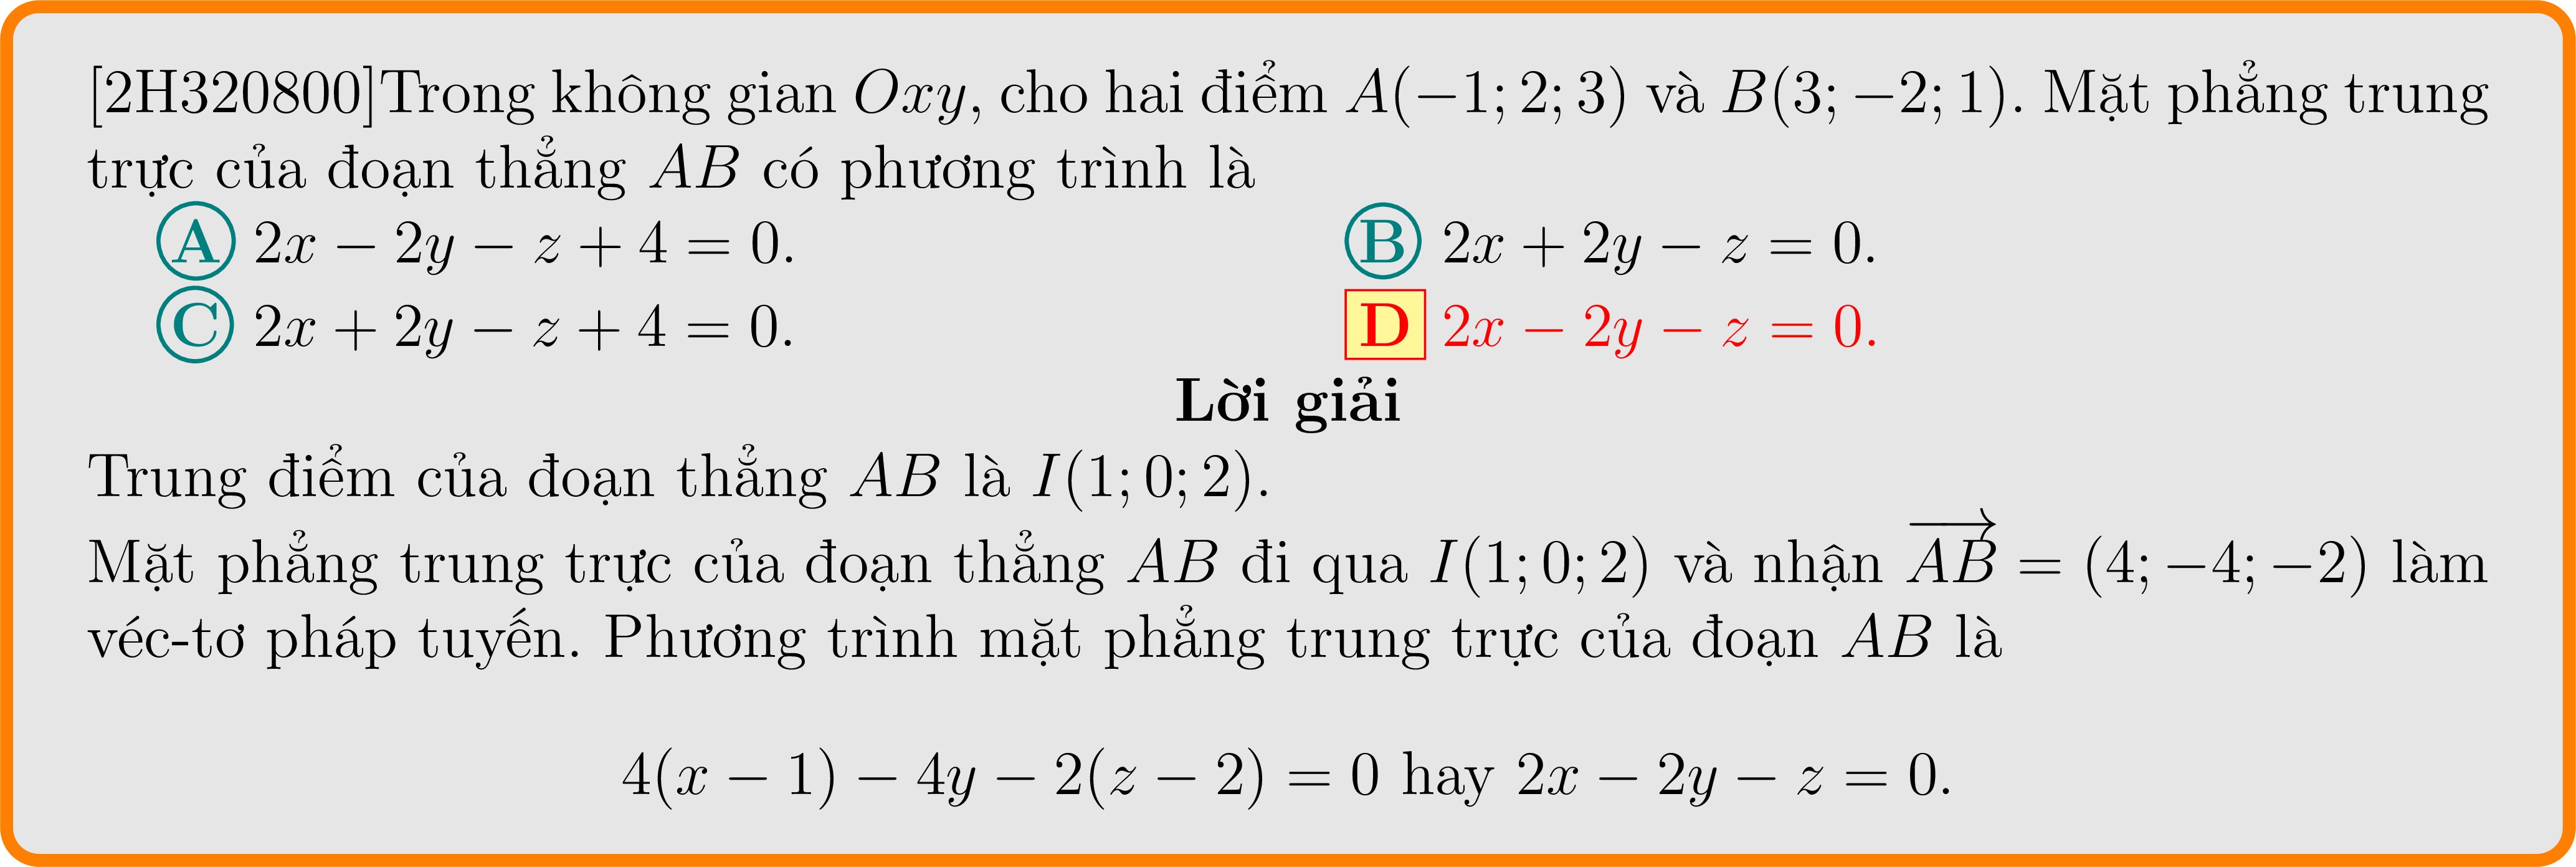 [2H320800]Trong không gian Oxy, cho hai điểm A(−1; 2; 3) và B(3; −2; 1). Mặt phẳng trung
trực của đoạn thẳng AB có phương trình là
A 2x − 2y − z + 4 = 0.
B 2x + 2y − z = 0.
C 2x + 2y − z + 4 = 0.
D 2x − 2y − z = 0.
Lời giải
Trung điểm của đoạn thẳng AB là I(1; 0; 2).
Mặt phẳng trung trực của đoạn thẳng AB đi qua I(1; 0; 2) và nhận \overrightarrow{AB} = (4; −4; −2) làm
véc-tơ pháp tuyến. Phương trình mặt phẳng trung trực của đoạn AB là
4(x − 1) − 4y − 2(z − 2) = 0 hay 2x − 2y − z = 0.